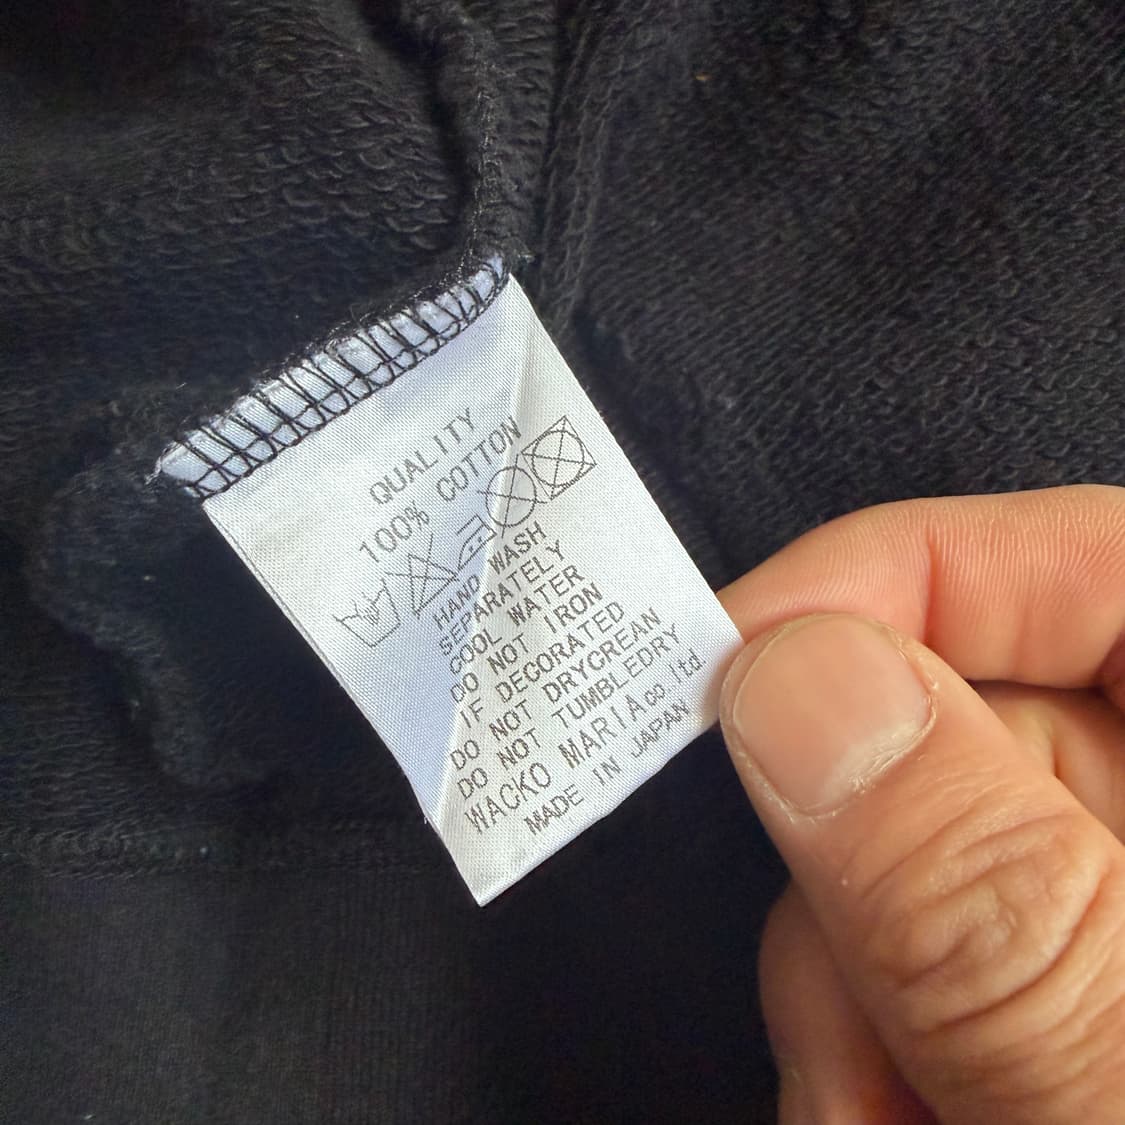 QUALITY
100% COTTON
HAND WASH
SEPARATELY
COOL WATER
DO NOT IRON
IF DECORATED
DO NOT DRYCREAN
DO NOT TUMBLEDRY
WACKO MARIA co.ltd.
MADE IN JAPAN